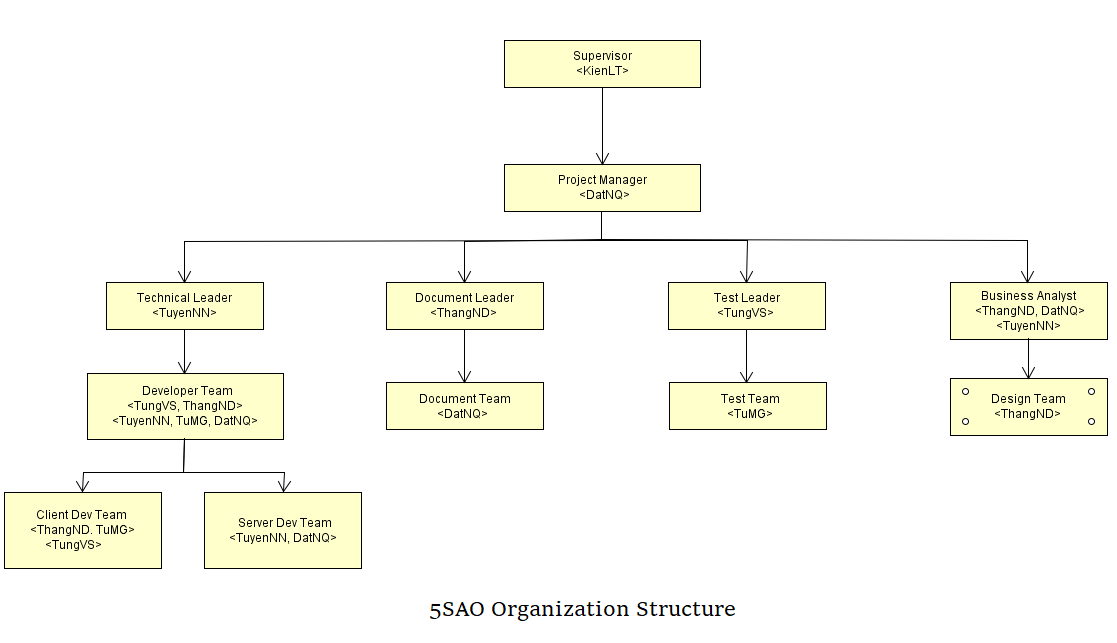 Supervisor
<KienLT>
Project Manager
<DatNQ>
Technical Leader
<TuyenNN>
Document Leader
<ThangND>
Test Leader
<TungVS>
Business Analyst
<ThangND, DatNQ>
<TuyenNN>
Developer Team
<TungVS, ThangND>
<TuyenNN, TuMG, DatNQ>
Document Team
<DatNQ>
Test Team
<TuMG>
Design Team
<ThangND>
Client Dev Team
<ThangND. TuMG>
<TungVS>
Server Dev Team
<TuyenNN, DatNQ>
5SAO Organization Structure